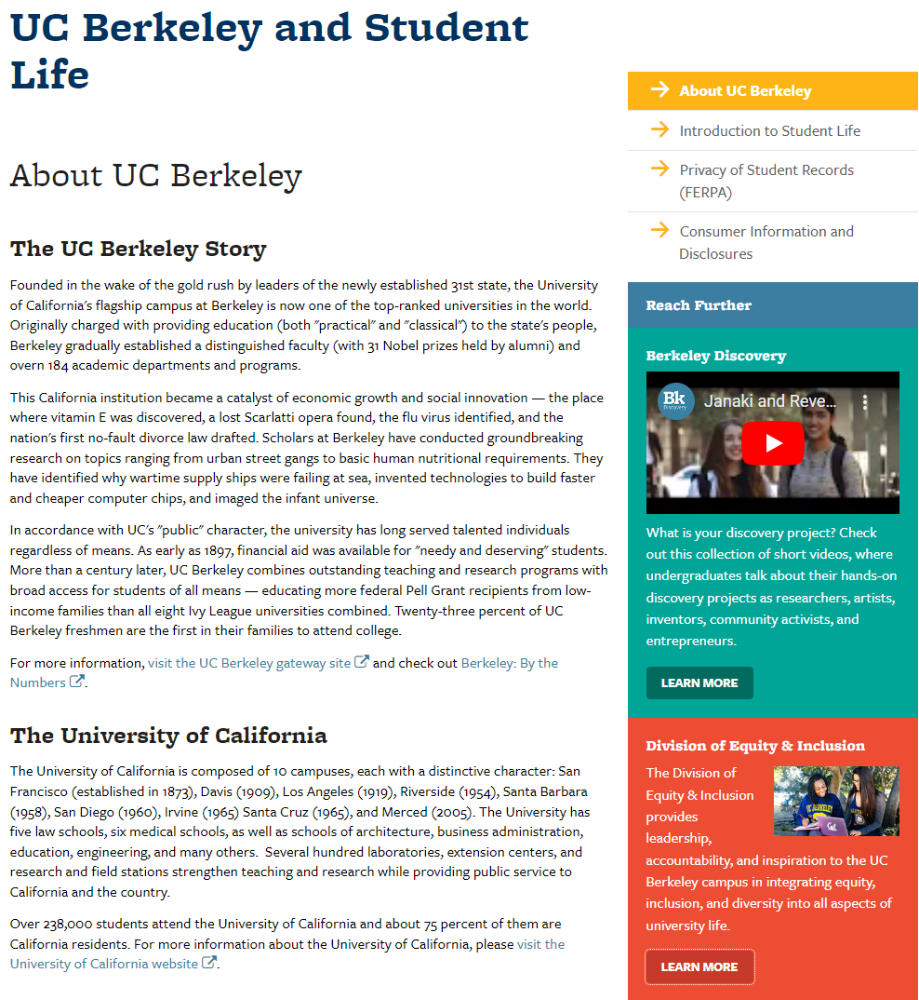 UC Berkeley and Student
Life
About UC Berkeley
The UC Berkeley Story
Founded in the wake of the gold rush by leaders of the newly established 31st state, the University
of California's flagship campus at Berkeley is now one of the top-ranked universities in the world.
Originally charged with providing education (both "practical" and "classical") to the state's people,
Berkeley gradually established a distinguished faculty (with 31 Nobel prizes held by alumni) and
overn 184 academic departments and programs.
This California institution became a catalyst of economic growth and social innovation — the place
where vitamin E was discovered, a lost Scarlatti opera found, the flu virus identified, and the
nation's first no-fault divorce law drafted. Scholars at Berkeley have conducted groundbreaking
research on topics ranging from urban street gangs to basic human nutritional requirements. They
have identified why wartime supply ships were failing at sea, invented technologies to build faster
and cheaper computer chips, and imaged the infant universe.
In accordance with UC's "public" character, the university has long served talented individuals
regardless of means. As early as 1897, financial aid was available for "needy and deserving" students.
More than a century later, UC Berkeley combines outstanding teaching and research programs with
broad access for students of all means — educating more federal Pell Grant recipients from low-
income families than all eight Ivy League universities combined. Twenty-three percent of UC
Berkeley freshmen are the first in their families to attend college.
For more information, visit the UC Berkeley gateway site and check out Berkeley: By the
Numbers.
The University of California
The University of California is composed of 10 campuses, each with a distinctive character: San
Francisco (established in 1873), Davis (1909), Los Angeles (1919), Riverside (1954), Santa Barbara
(1958), San Diego (1960), Irvine (1965) Santa Cruz (1965), and Merced (2005). The University has
five law schools, six medical schools, as well as schools of architecture, business administration,
education, engineering, and many others.  Several hundred laboratories, extension centers, and
research and field stations strengthen teaching and research while providing public service to
California and the country.
Over 238,000 students attend the University of California and about 75 percent of them are
California residents. For more information about the University of California, please visit the
University of California website.
About UC Berkeley
Introduction to Student Life
Privacy of Student Records
(FERPA)
Consumer Information and
Disclosures
Reach Further
Berkeley Discovery
Bk
Discovery
Janaki and Reve...
What is your discovery project? Check
out this collection of short videos, where
undergraduates talk about their hands-on
discovery projects as researchers, artists,
inventors, community activists, and
entrepreneurs.
LEARN MORE
Division of Equity & Inclusion
The Division of
Equity & Inclusion
provides
leadership,
accountability, and inspiration to the UC
Berkeley campus in integrating equity,
inclusion, and diversity into all aspects of
university life.
LEARN MORE